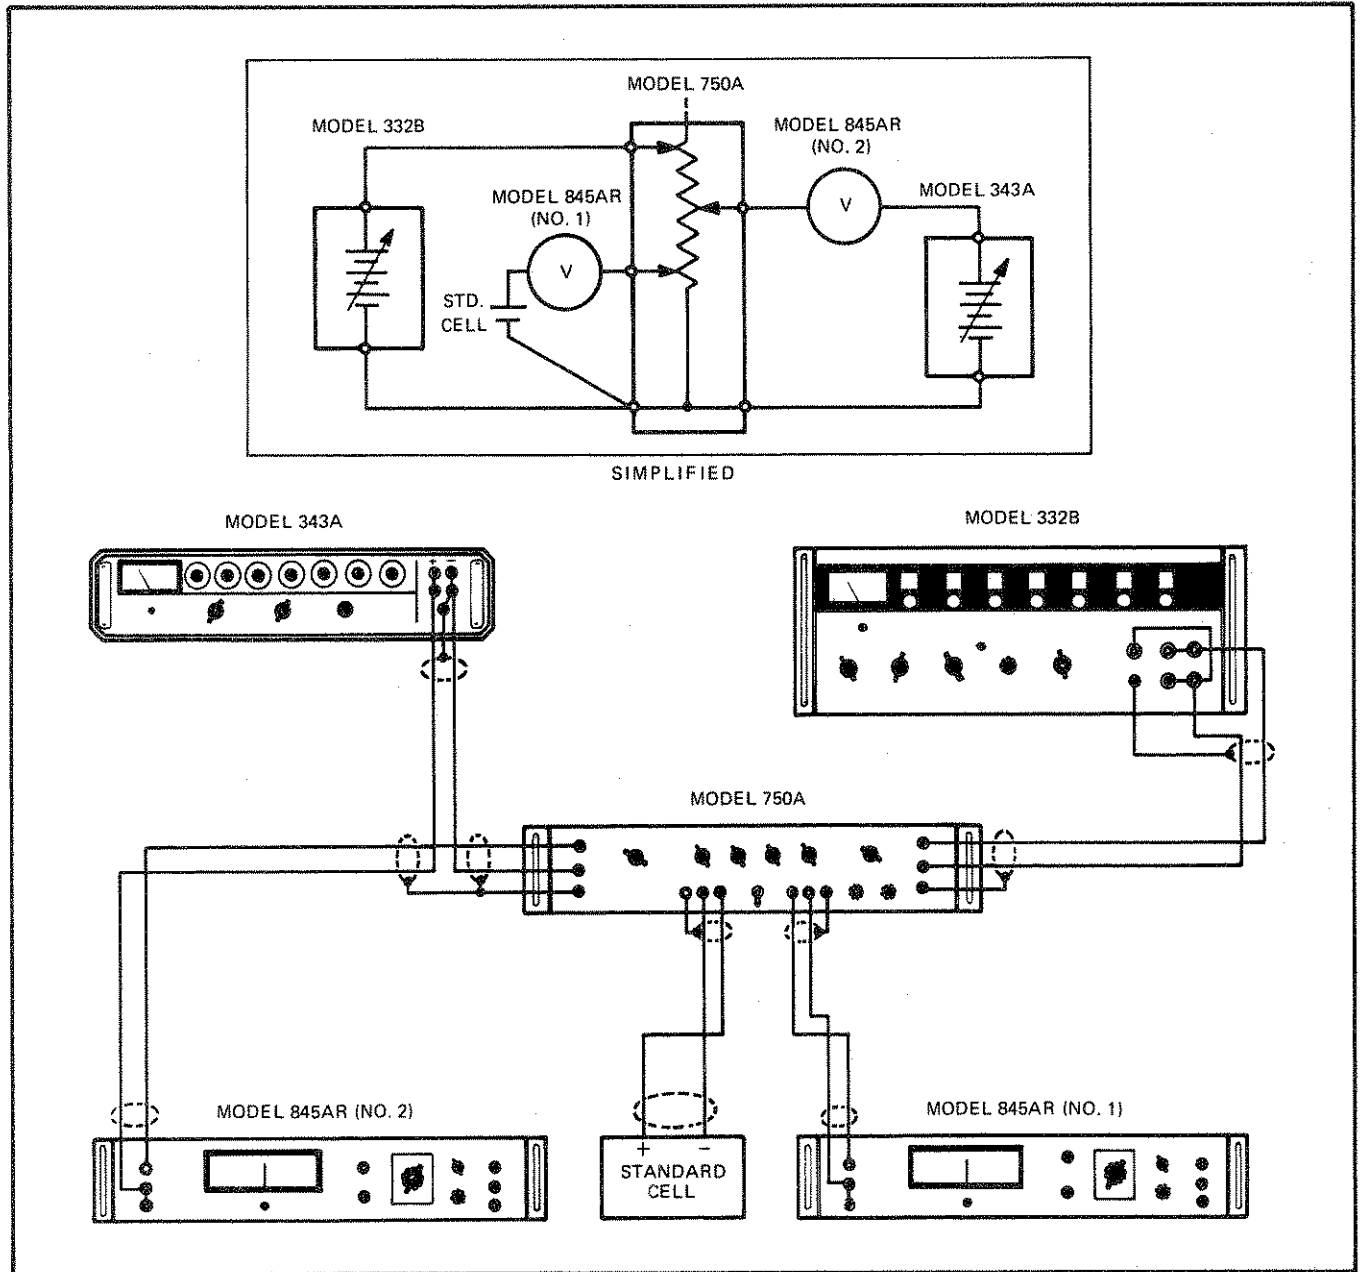 MODEL 750A
MODEL 332B
MODEL 845AR
(NO. 2)
MODEL 845AR
(NO. 1)
MODEL 343A
V
V
STD.
CELL
SIMPLIFIED
MODEL 343A
MODEL 332B
+ −
MODEL 750A
MODEL 845AR (NO. 2)
MODEL 845AR (NO. 1)
+ −
STANDARD
CELL